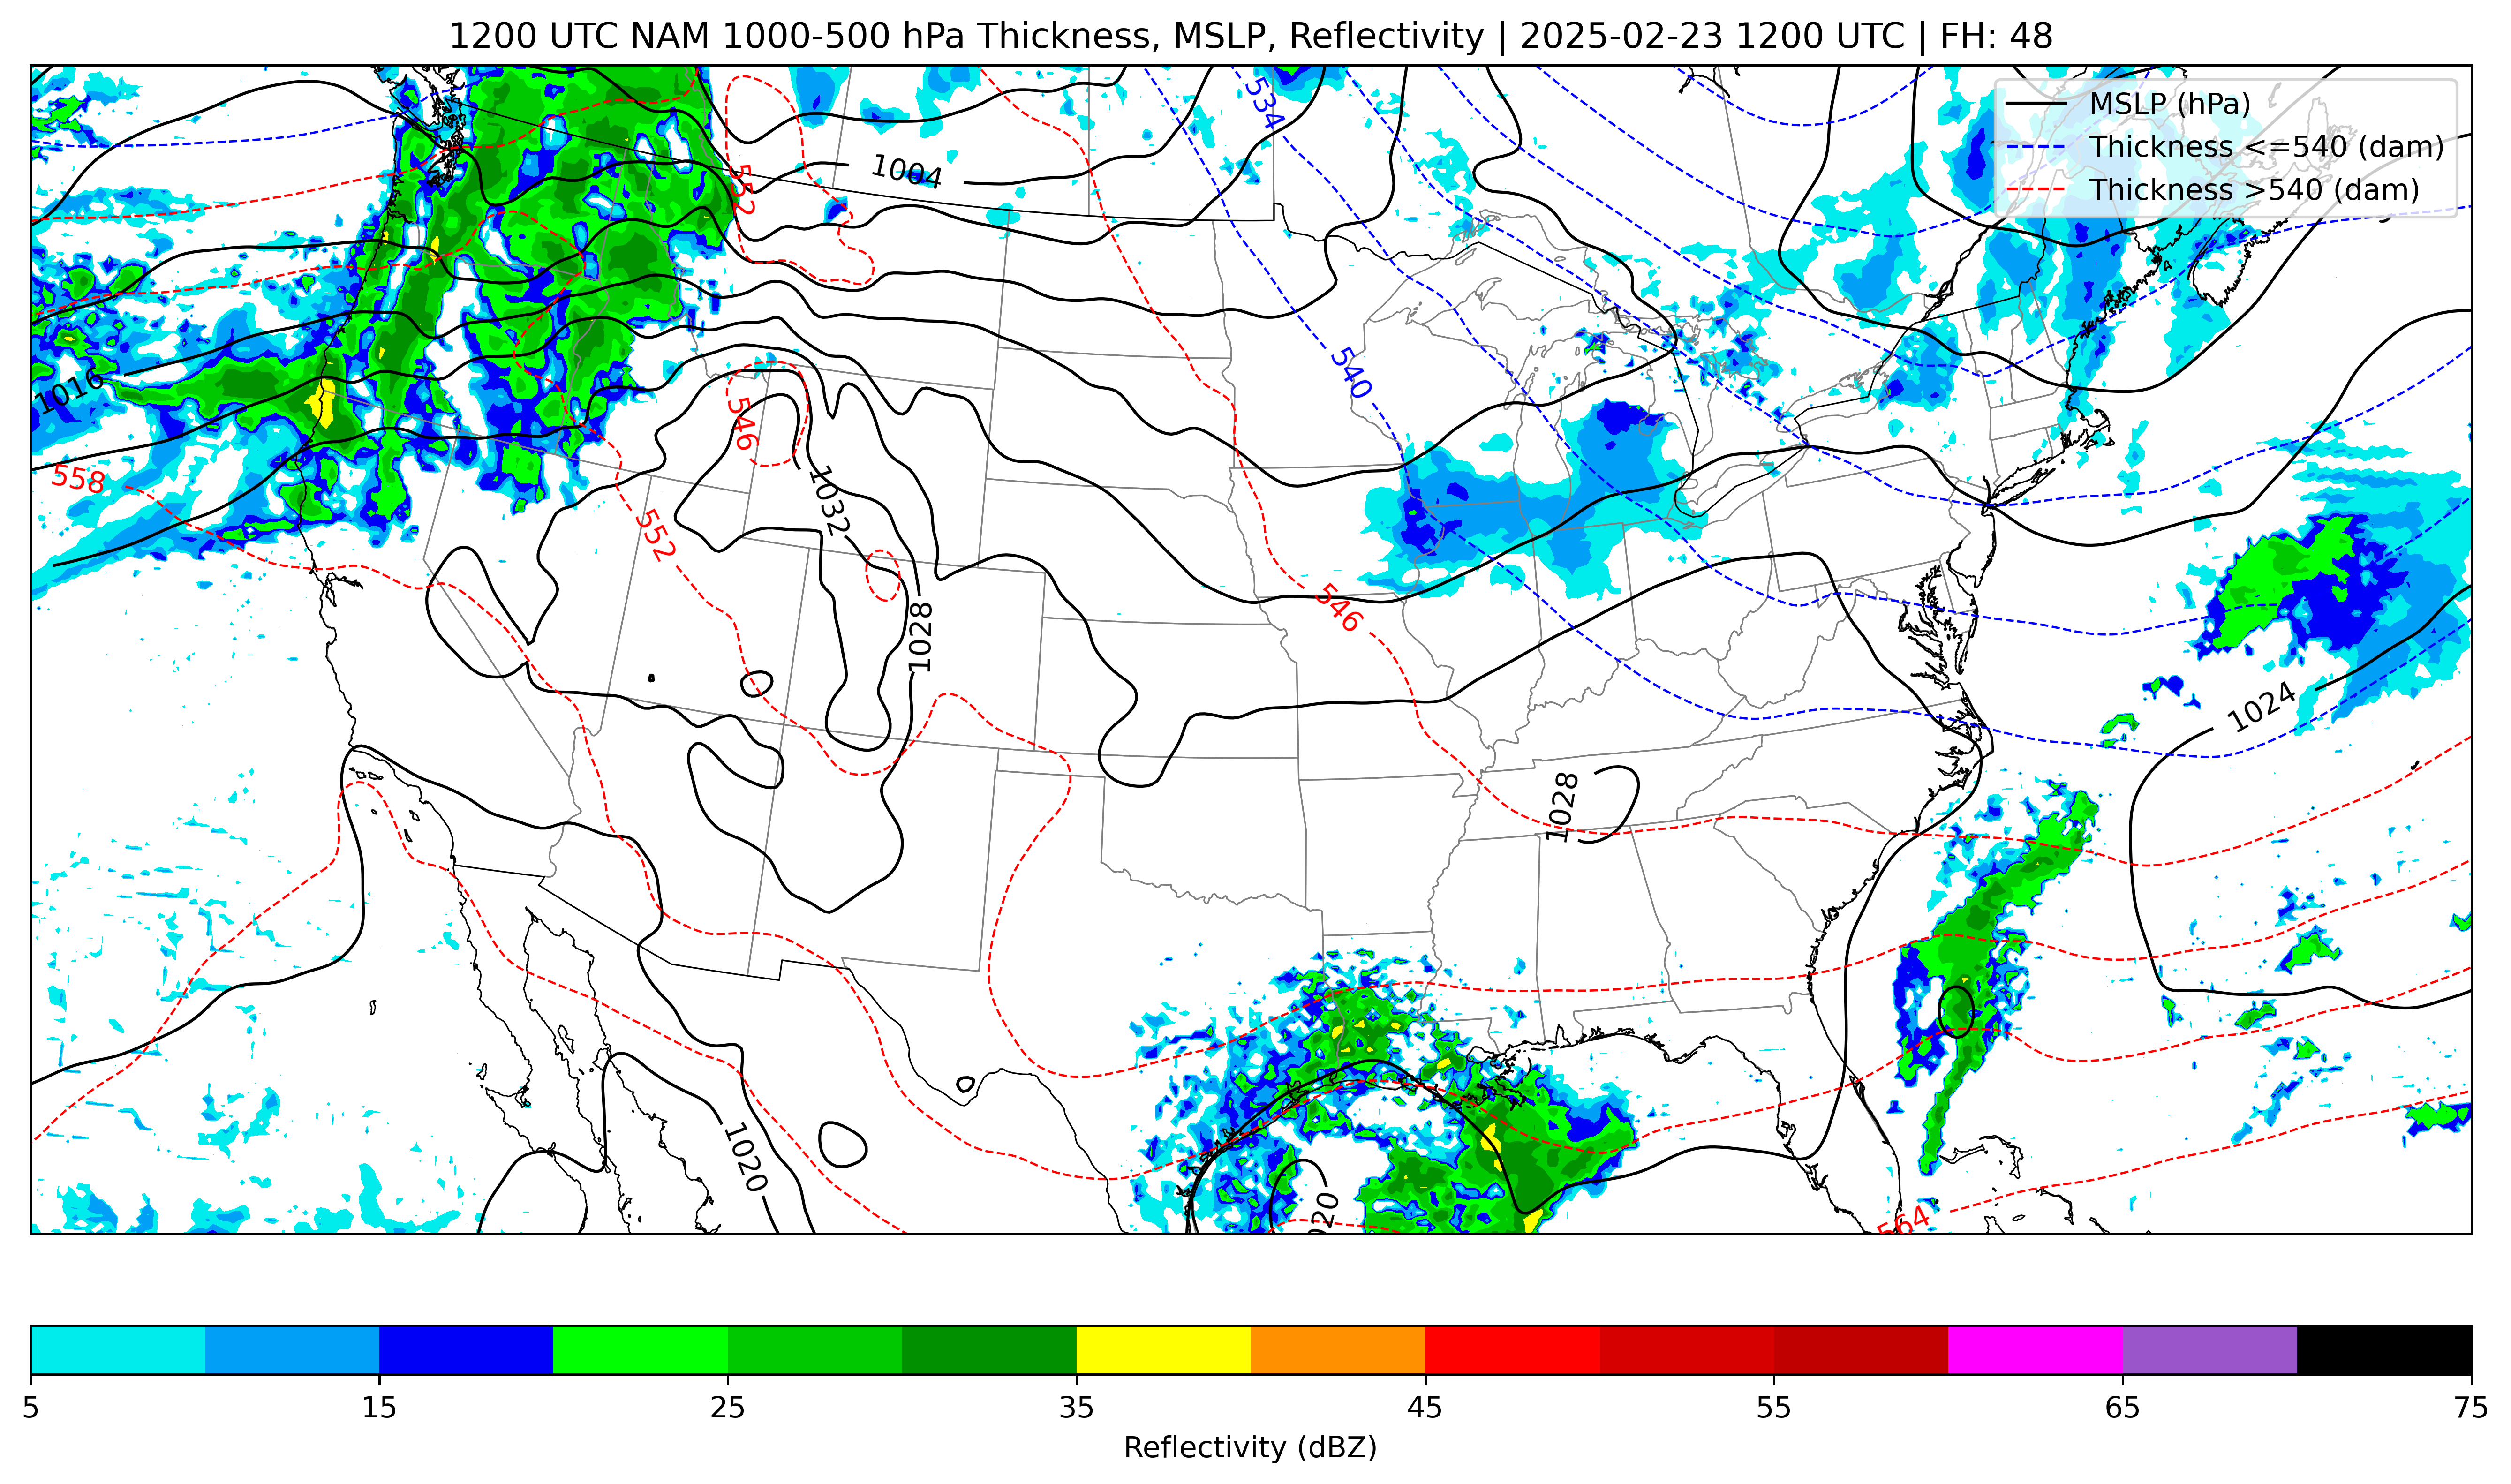 1200 UTC NAM 1000-500 hPa Thickness, MSLP, Reflectivity | 2025-02-23 1200 UTC | FH: 48
MSLP (hPa)
Thickness <=540 (dam)
Thickness >540 (dam)
534
1004
552
540
1016
546
558
1032
552
546
1028
1024
1028
1020
1020
564
5 15 25 35 45 55 65 75
Reflectivity (dBZ)